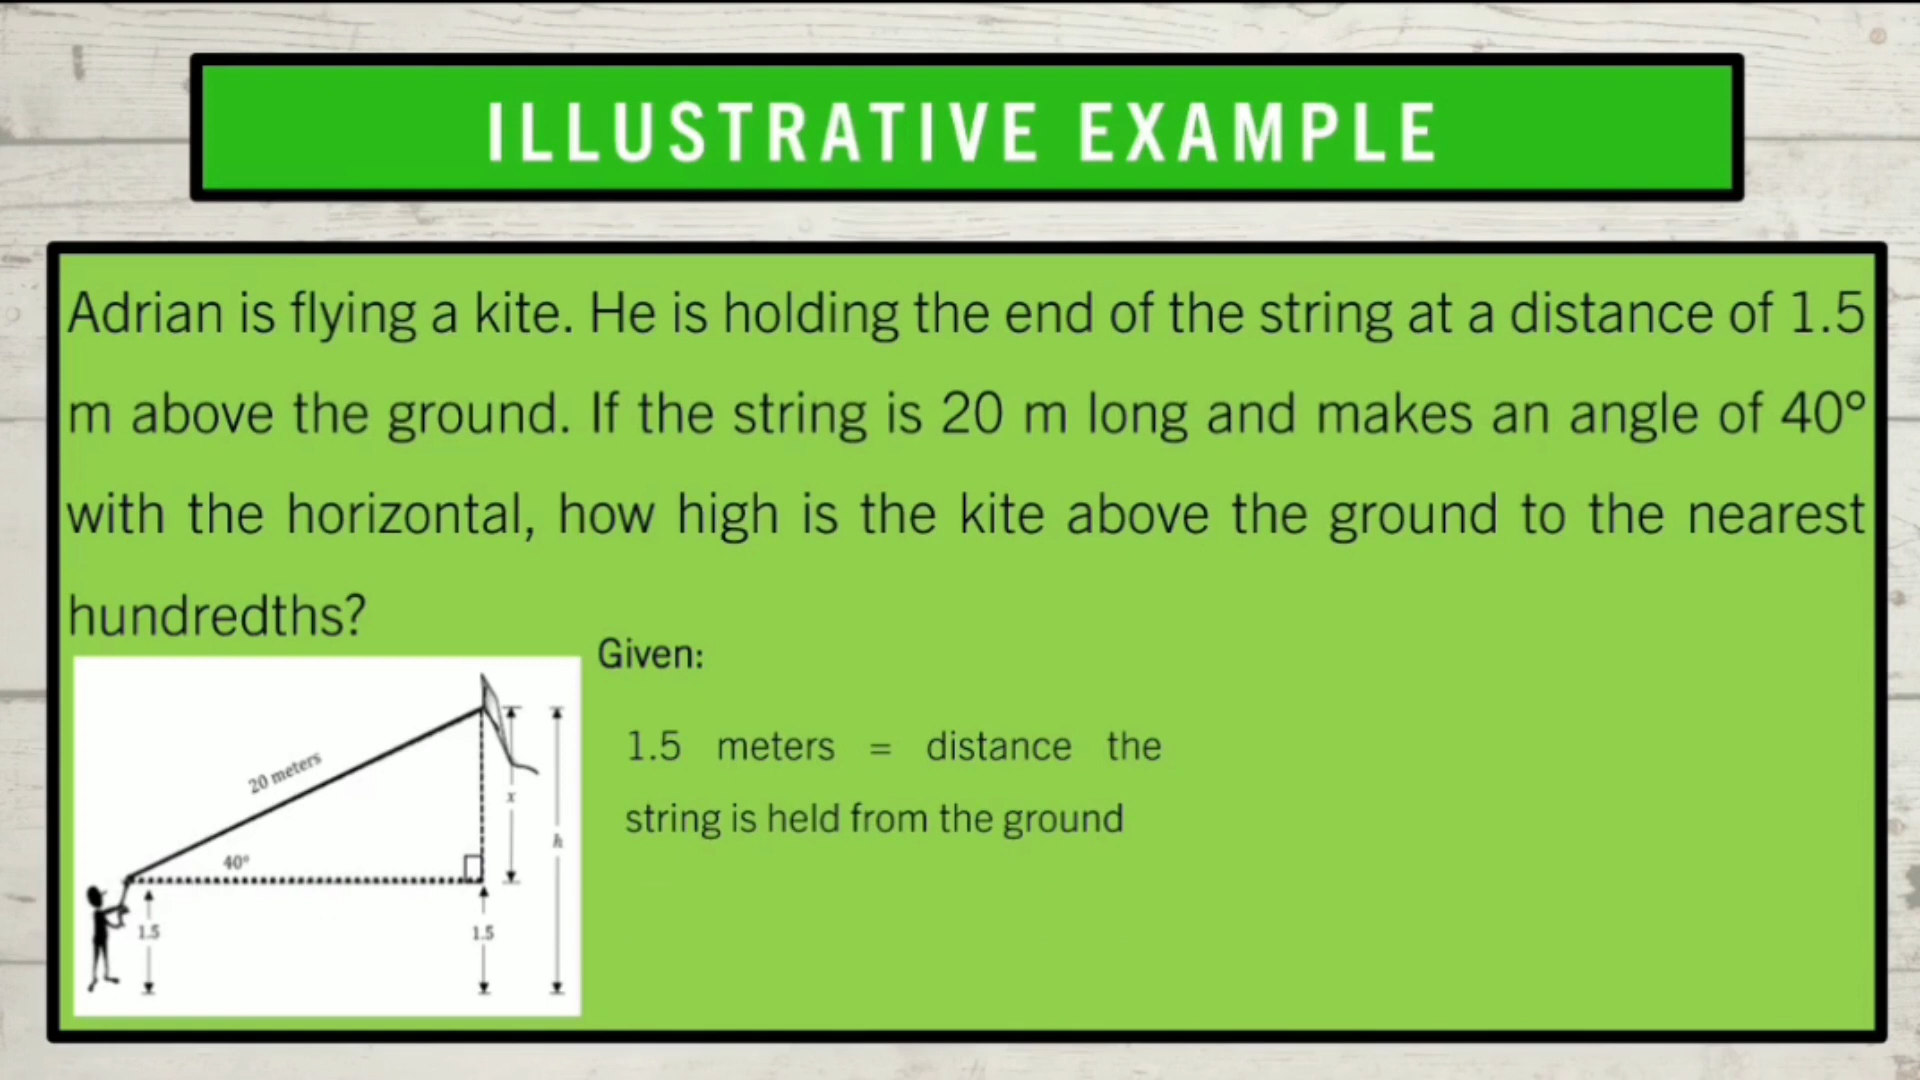 ILLUSTRATIVE EXAMPLE
Adrian is flying a kite. He is holding the end of the string at a distance of 1.5
m above the ground. If the string is 20 m long and makes an angle of 40°
with the horizontal, how high is the kite above the ground to the nearest
hundredths?
Given:
1.5 meters = distance the
string is held from the ground
20 meters
x
h
40°
1.5
1.5